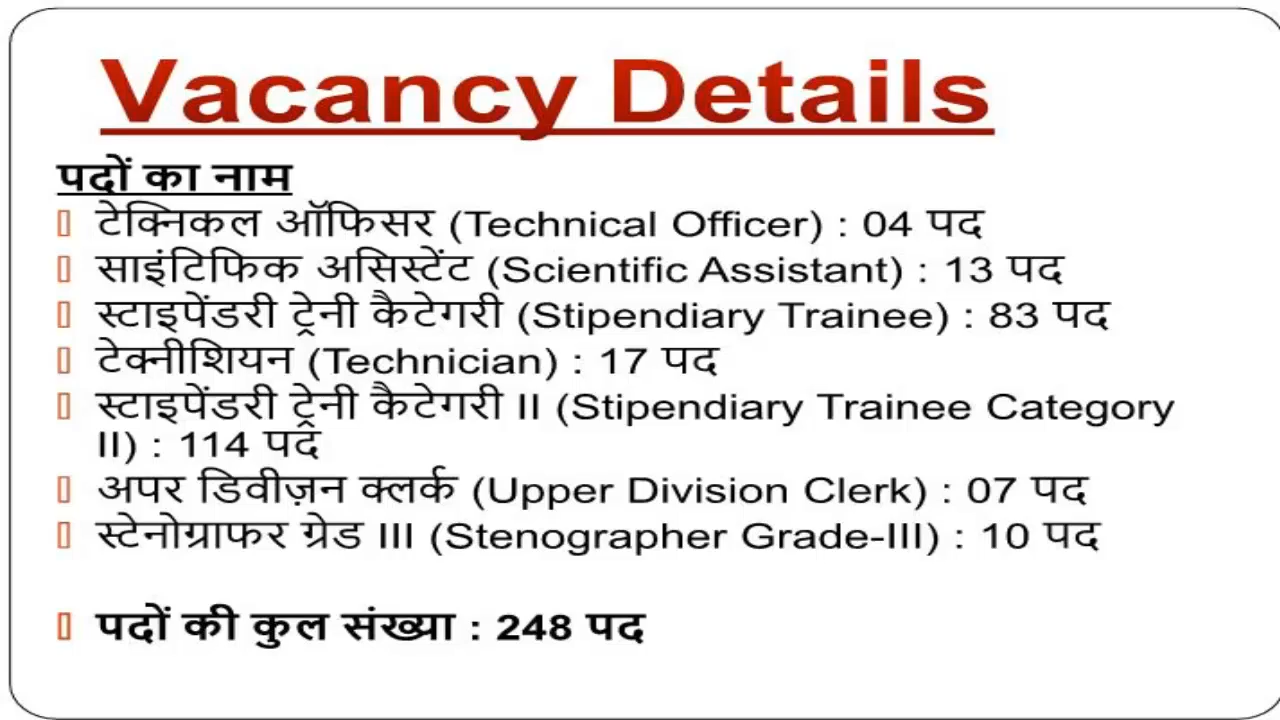 Vacancy Details
पदों का नाम
टेक्निकल ऑफिसर (Technical Officer) : 04 पद
साइंटिफिक असिस्टेंट (Scientific Assistant) : 13 पद
स्टाइपेंडरी ट्रेनी कैटेगरी (Stipendiary Trainee) : 83 पद
टेक्नीशियन (Technician) : 17 पद
स्टाइपेंडरी ट्रेनी कैटेगरी II (Stipendiary Trainee Category
II) : 114 पद
अपर डिवीज़न क्लर्क (Upper Division Clerk) : 07 पद
स्टेनोग्राफर ग्रेड III (Stenographer Grade-III) : 10 पद
पदों की कुल संख्या : 248 पद